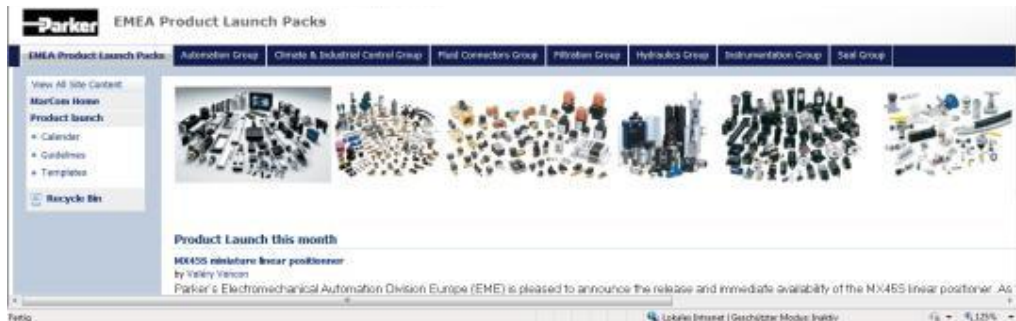 Parker
EMEA Product Launch Packs
EMEA Product Launch Packs Automation Group Climate & Industrial Control Group Fluid Connectors Group Filtration Group Hydraulics Group Instrumentation Group Seal Group
View All Site Content
MarCom Home
Product launch
Calender
Guidelines
Templates
Recycle Bin
Product Launch this month
MX45S miniature linear positionner
by Valéry Vancon
Parker's Electromechanical Automation Division Europe (EME) is pleased to announce the release and immediate availability of the MX45S linear positioner. As
Fertig Lokales Intranet | Geschützter Modus: Inaktiv 125%